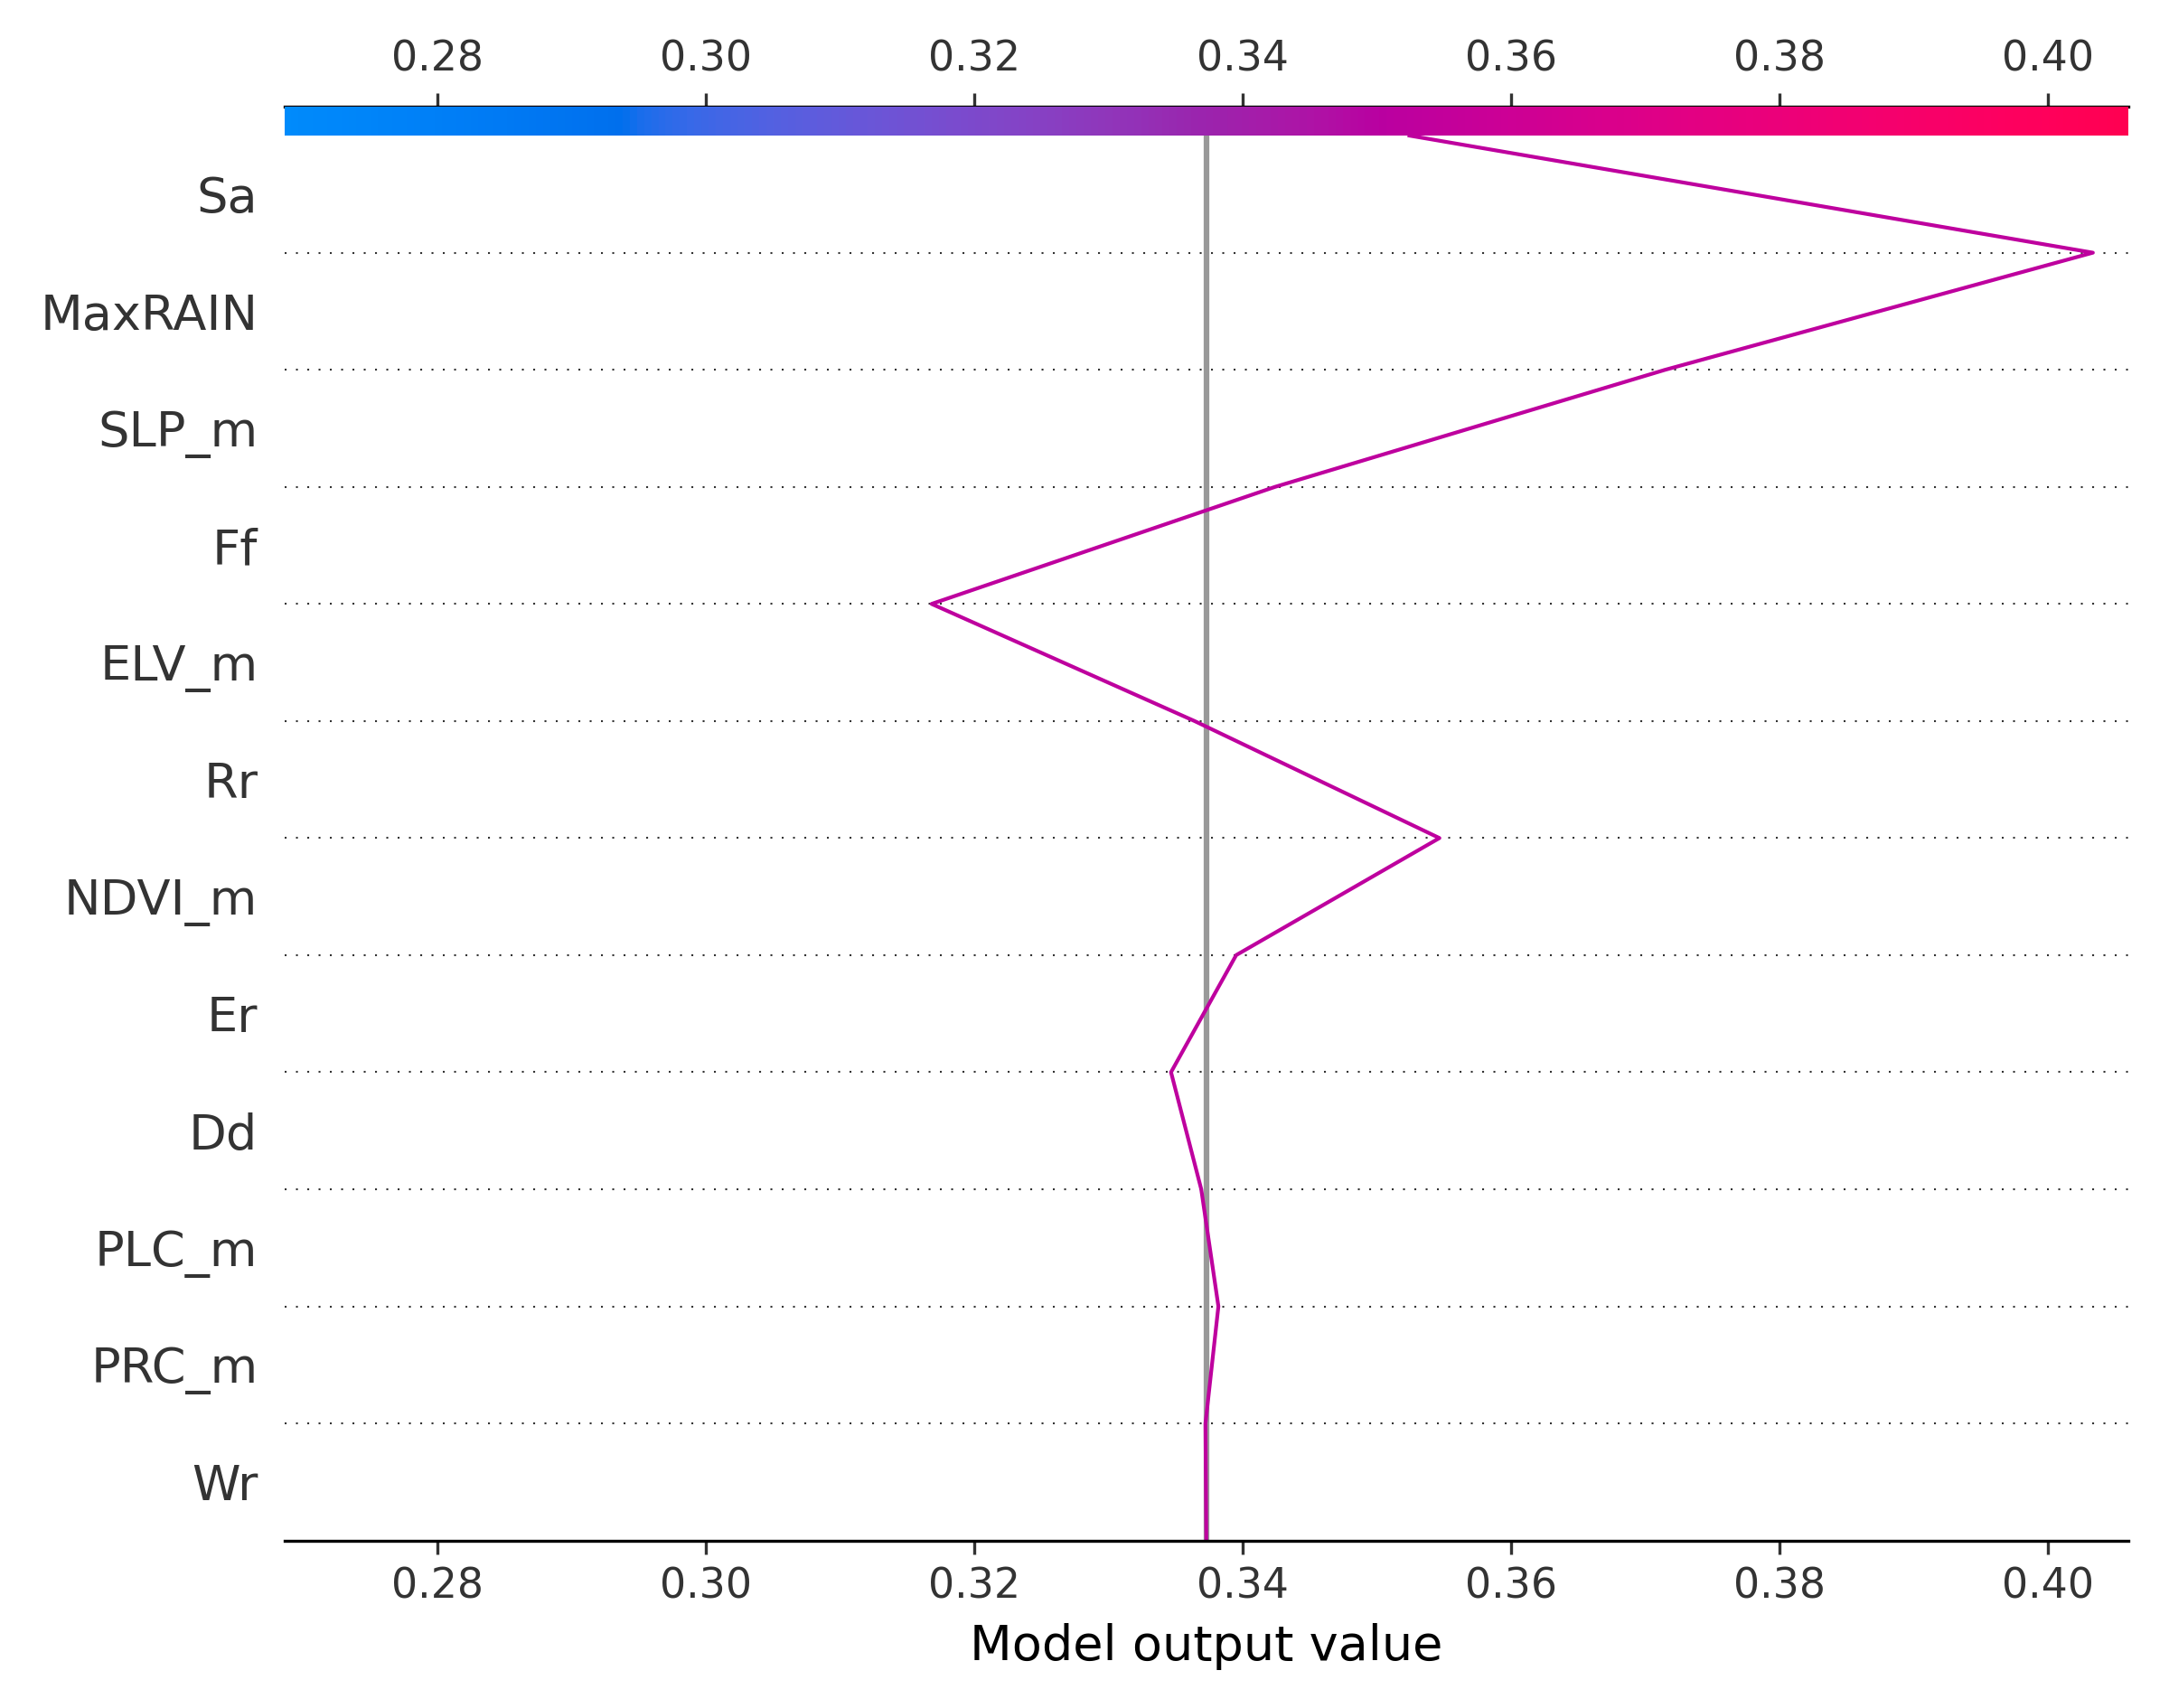 0.28 0.30 0.32 0.34 0.36 0.38 0.40
Sa
MaxRAIN
SLP_m
Ff
ELV_m
Rr
NDVI_m
Er
Dd
PLC_m
PRC_m
Wr
0.28 0.30 0.32 0.34 0.36 0.38 0.40
Model output value